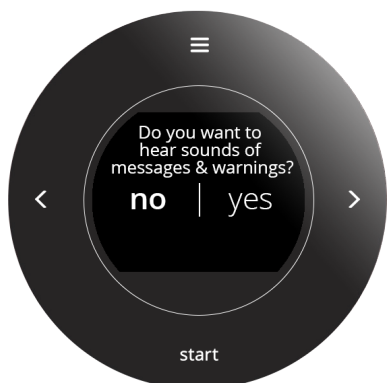 Do you want to
hear sounds of
messages & warnings?
no | yes
start